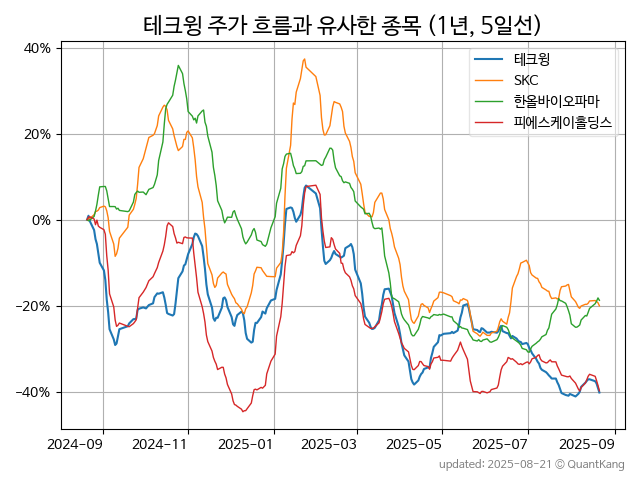 테크윙 주가 흐름과 유사한 종목 (1년, 5일선)
테크윙
SKC
한올바이오파마
피에스케이홀딩스
40%
20%
0%
−20%
−40%
2024-09 2024-11 2025-01 2025-03 2025-05 2025-07 2025-09
updated: 2025-08-21 © QuantKang